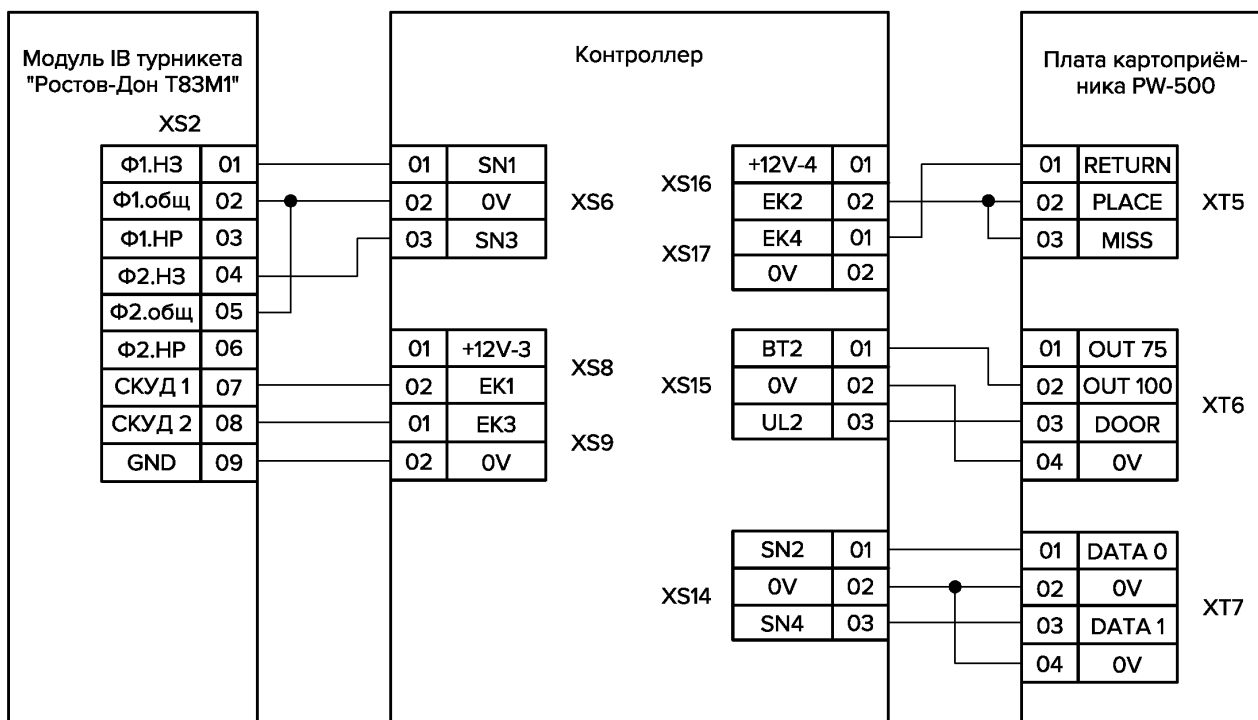 Модуль IB турникета
"Ростов-Дон Т83М1"
XS2
Ф1.НЗ 01
Ф1.общ 02
Ф1.НР 03
Ф2.НЗ 04
Ф2.общ 05
Ф2.НР 06
СКУД 1 07
СКУД 2 08
GND 09
Контроллер
01 SN1
02 0V
03 SN3
XS6
01 +12V-3
02 EK1
XS8
01 EK3
02 0V
XS9
XS16
+12V-4 01
EK2 02
XS17
EK4 01
0V 02
XS15
BT2 01
0V 02
UL2 03
XS14
SN2 01
0V 02
SN4 03
Плата картоприём-
ника PW-500
01 RETURN
02 PLACE
03 MISS
XT5
01 OUT 75
02 OUT 100
03 DOOR
04 0V
XT6
01 DATA 0
02 0V
03 DATA 1
04 0V
XT7